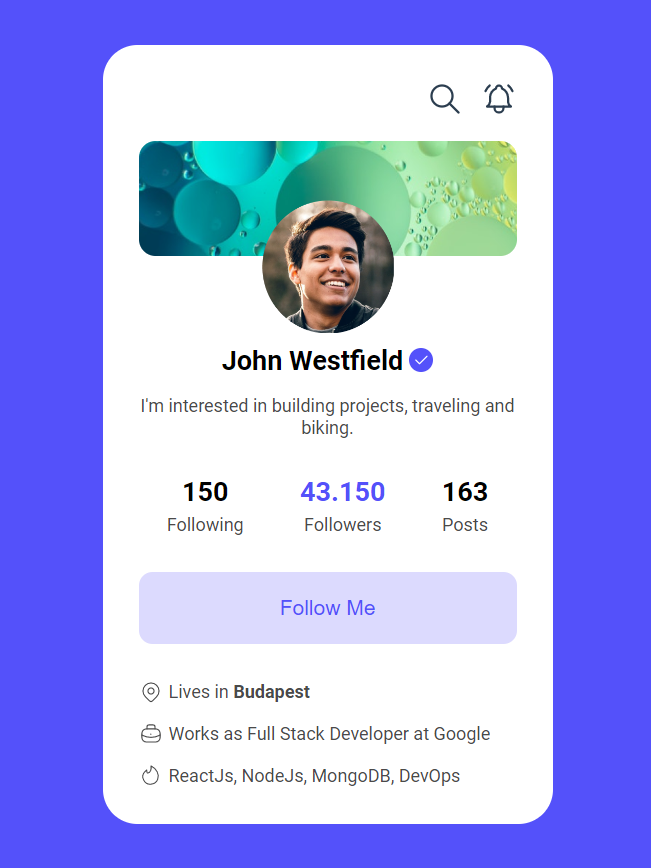 John Westfield
I'm interested in building projects, traveling and
biking.
150 43.150 163
Following Followers Posts
Follow Me
Lives in Budapest
Works as Full Stack Developer at Google
ReactJs, NodeJs, MongoDB, DevOps